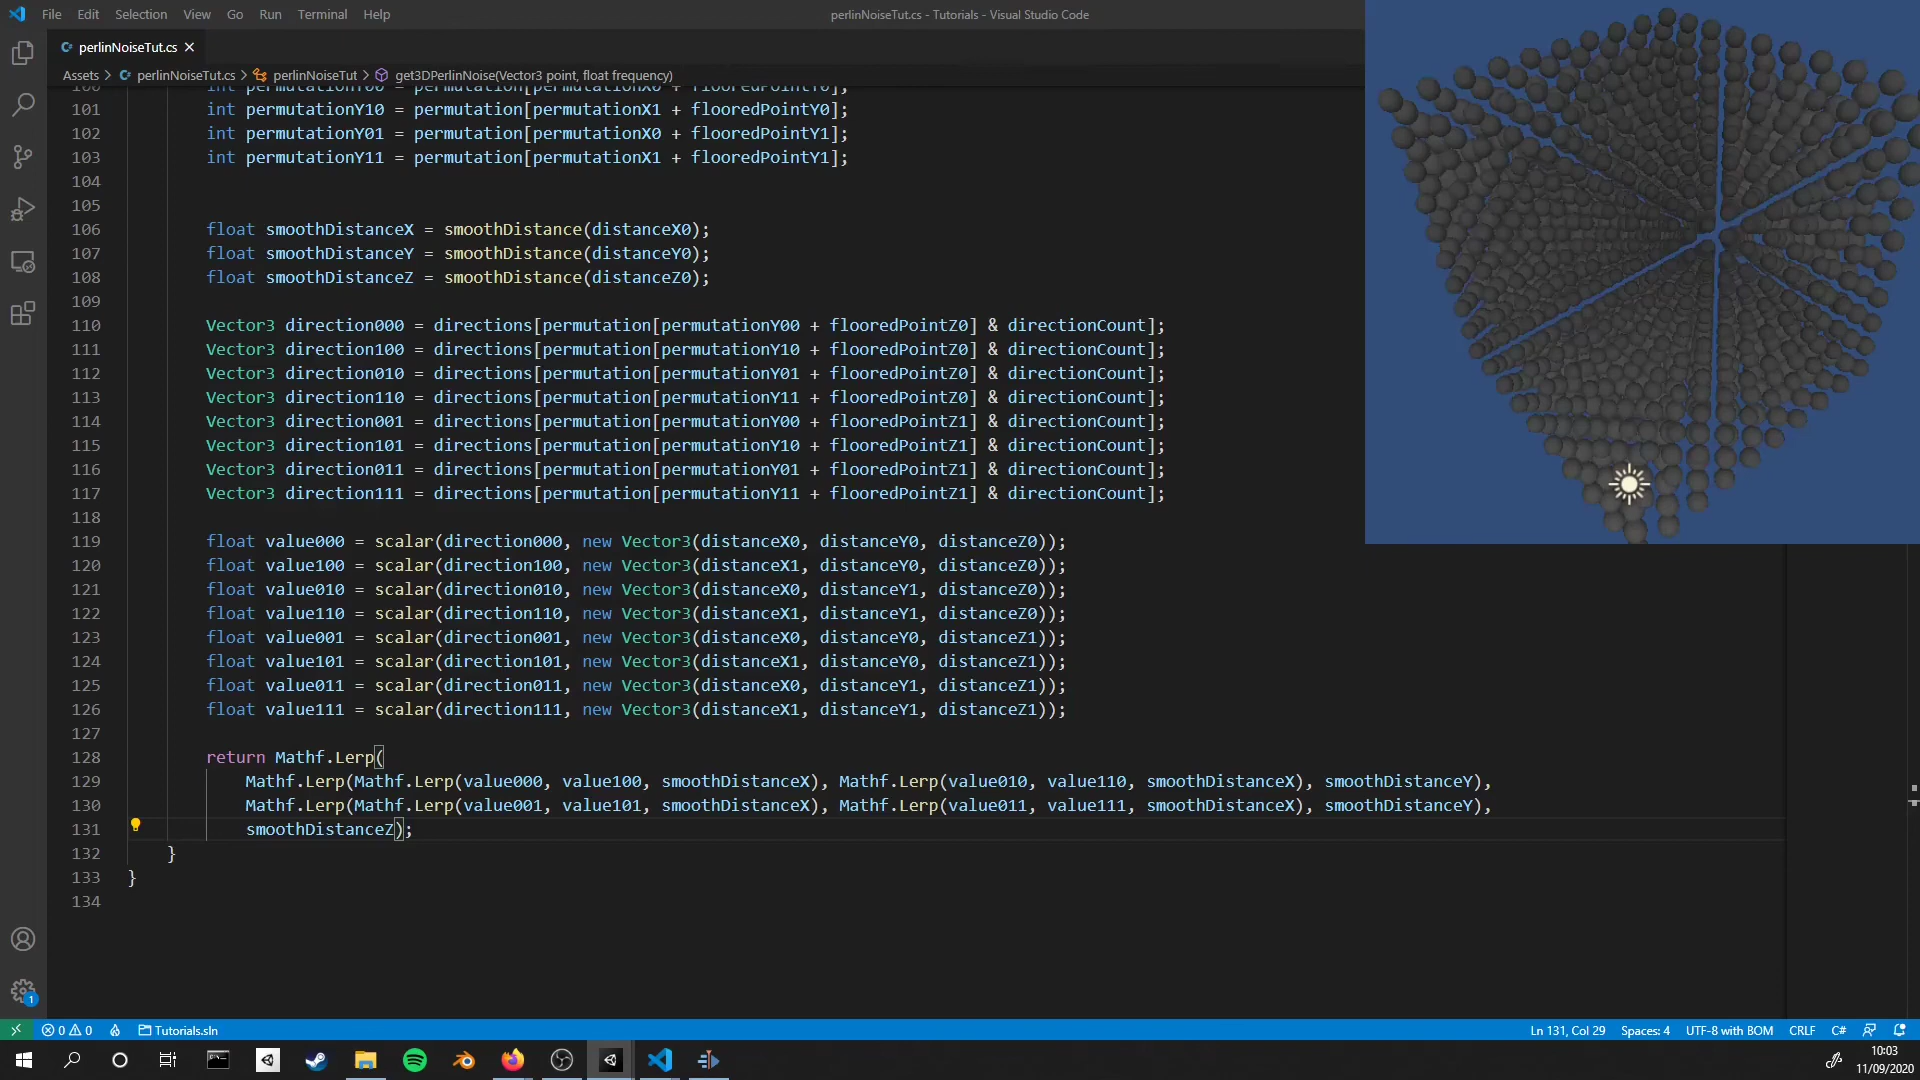 File Edit Selection View Go Run Terminal Help
perlinNoiseTut.cs - Tutorials - Visual Studio Code
perlinNoiseTut.cs
Assets > perlinNoiseTut.cs > perlinNoiseTut > get3DPerlinNoise(Vector3 point, float frequency)
100 int permutationY00 = permutation[permutationX0 + flooredPointY0];
101 int permutationY10 = permutation[permutationX1 + flooredPointY0];
102 int permutationY01 = permutation[permutationX0 + flooredPointY1];
103 int permutationY11 = permutation[permutationX1 + flooredPointY1];
104
105
106 float smoothDistanceX = smoothDistance(distanceX0);
107 float smoothDistanceY = smoothDistance(distanceY0);
108 float smoothDistanceZ = smoothDistance(distanceZ0);
109
110 Vector3 direction000 = directions[permutation[permutationY00 + flooredPointZ0] & directionCount];
111 Vector3 direction100 = directions[permutation[permutationY10 + flooredPointZ0] & directionCount];
112 Vector3 direction010 = directions[permutation[permutationY01 + flooredPointZ0] & directionCount];
113 Vector3 direction110 = directions[permutation[permutationY11 + flooredPointZ0] & directionCount];
114 Vector3 direction001 = directions[permutation[permutationY00 + flooredPointZ1] & directionCount];
115 Vector3 direction101 = directions[permutation[permutationY10 + flooredPointZ1] & directionCount];
116 Vector3 direction011 = directions[permutation[permutationY01 + flooredPointZ1] & directionCount];
117 Vector3 direction111 = directions[permutation[permutationY11 + flooredPointZ1] & directionCount];
118
119 float value000 = scalar(direction000, new Vector3(distanceX0, distanceY0, distanceZ0));
120 float value100 = scalar(direction100, new Vector3(distanceX1, distanceY0, distanceZ0));
121 float value010 = scalar(direction010, new Vector3(distanceX0, distanceY1, distanceZ0));
122 float value110 = scalar(direction110, new Vector3(distanceX1, distanceY1, distanceZ0));
123 float value001 = scalar(direction001, new Vector3(distanceX0, distanceY0, distanceZ1));
124 float value101 = scalar(direction101, new Vector3(distanceX1, distanceY0, distanceZ1));
125 float value011 = scalar(direction011, new Vector3(distanceX0, distanceY1, distanceZ1));
126 float value111 = scalar(direction111, new Vector3(distanceX1, distanceY1, distanceZ1));
127
128 return Mathf.Lerp(
129 Mathf.Lerp(Mathf.Lerp(value000, value100, smoothDistanceX), Mathf.Lerp(value010, value110, smoothDistanceX), smoothDistanceY),
130 Mathf.Lerp(Mathf.Lerp(value001, value101, smoothDistanceX), Mathf.Lerp(value011, value111, smoothDistanceX), smoothDistanceY),
131 smoothDistanceZ);
132 }
133 }
134
1
0 0 Tutorials.sln
Ln 131, Col 29 Spaces: 4 UTF-8 with BOM CRLF C#
10:03
11/09/2020